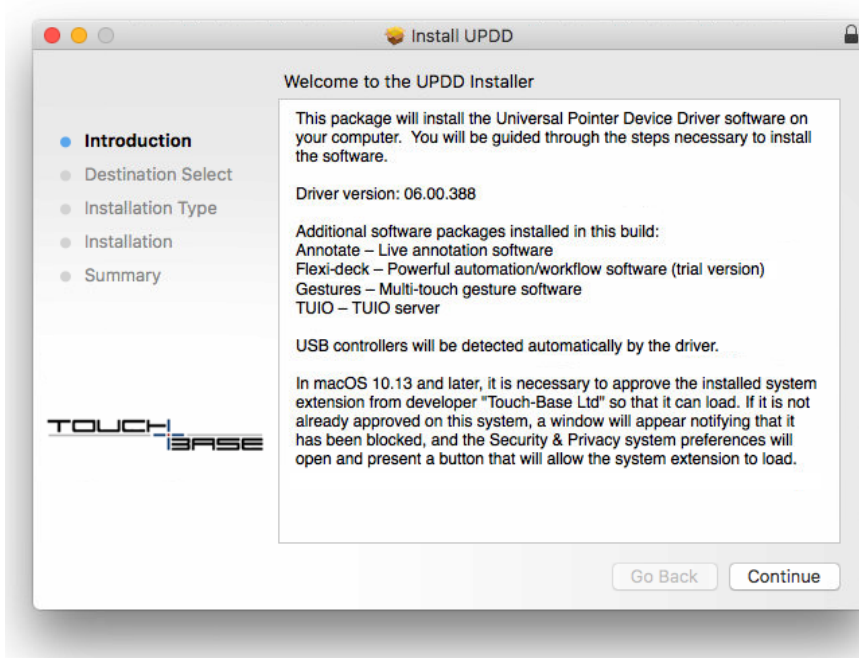 Install UPDD
Welcome to the UPDD Installer
Introduction
Destination Select
Installation Type
Installation
Summary
This package will install the Universal Pointer Device Driver software on
your computer.  You will be guided through the steps necessary to install
the software.
Driver version: 06.00.388
Additional software packages installed in this build:
Annotate – Live annotation software
Flexi-deck – Powerful automation/workflow software (trial version)
Gestures – Multi-touch gesture software
TUIO – TUIO server
USB controllers will be detected automatically by the driver.
In macOS 10.13 and later, it is necessary to approve the installed system
extension from developer "Touch-Base Ltd" so that it can load. If it is not
already approved on this system, a window will appear notifying that it
has been blocked, and the Security & Privacy system preferences will
open and present a button that will allow the system extension to load.
TOUCH
BASE
Go Back
Continue